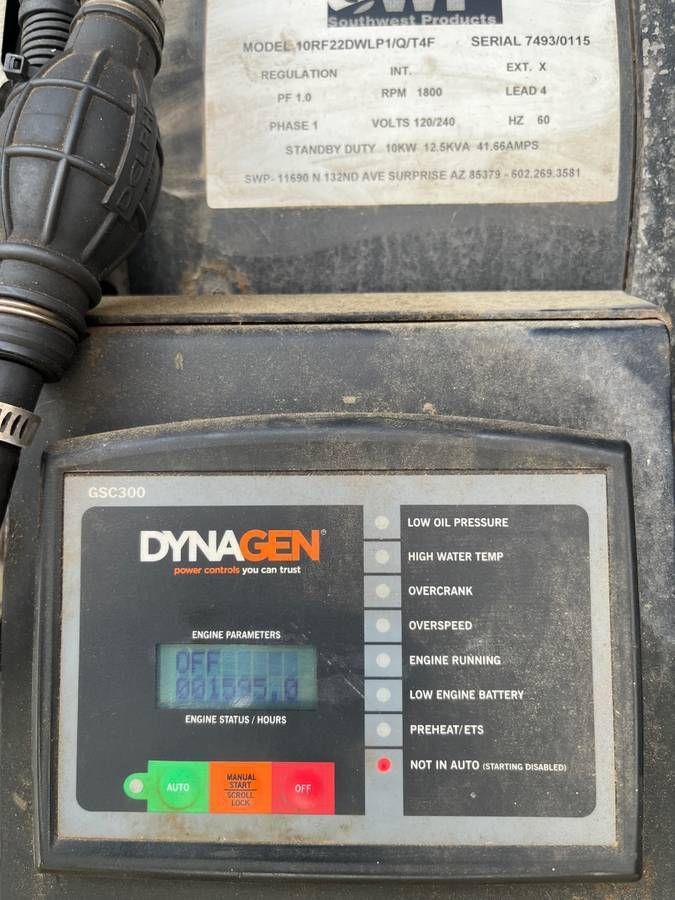 Southwest Products
MODEL 10RF22DWLP1/Q/T4F SERIAL 7493/0115
REGULATION INT. EXT. X
PF 1.0 RPM 1800 LEAD 4
PHASE 1 VOLTS 120/240 HZ 60
STANDBY DUTY 10KW 12.5KVA 41.66AMPS
SWP- 11690 N 132ND AVE SURPRISE AZ 85379 - 602.269.3581
DELPHI
GSC300
DYNAGEN®
power controls you can trust
ENGINE PARAMETERS
OFF
001595.0
ENGINE STATUS / HOURS
AUTO
MANUAL
START
SCROLL
LOCK
OFF
LOW OIL PRESSURE
HIGH WATER TEMP
OVERCRANK
OVERSPEED
ENGINE RUNNING
LOW ENGINE BATTERY
PREHEAT/ETS
NOT IN AUTO (STARTING DISABLED)